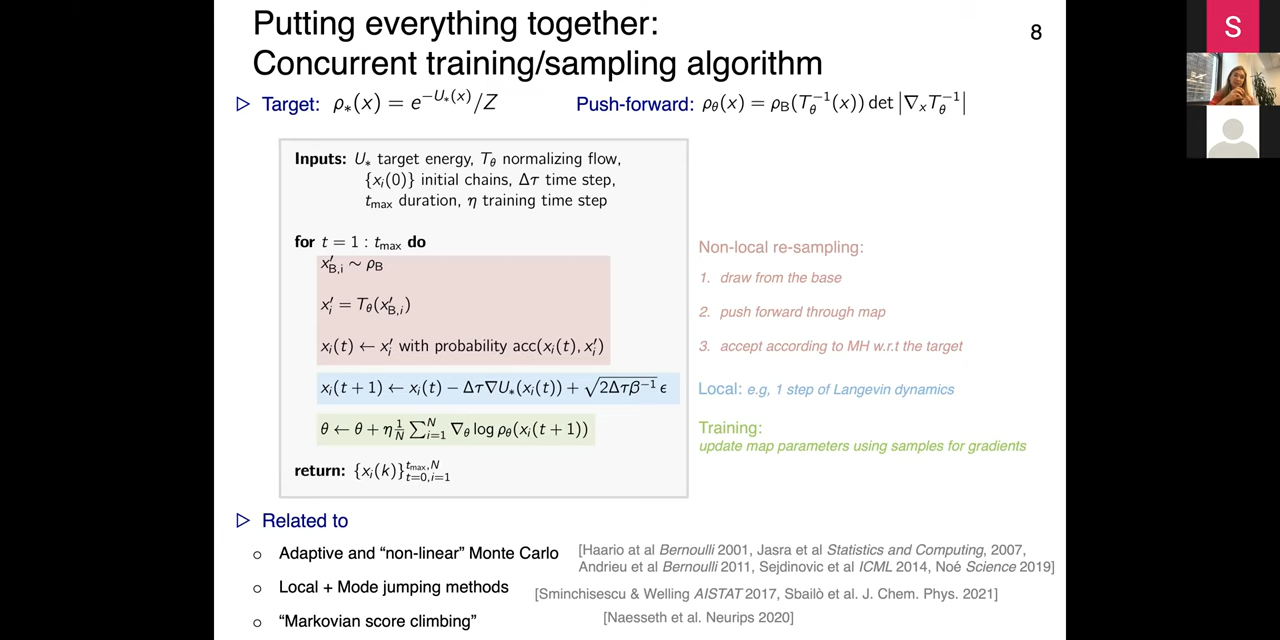 Putting everything together:
Concurrent training/sampling algorithm
8
▷ Target: ρ∗(x) = e^{−U∗(x)}/Z
Push-forward: ρθ(x) = ρB(Tθ^{−1}(x)) det |∇xTθ^{−1}|
Inputs: U∗ target energy, Tθ normalizing flow,
{xi(0)} initial chains, Δτ time step,
tmax duration, η training time step
for t = 1 : tmax do
x′B,i ∼ ρB
x′i = Tθ(x′B,i)
xi(t) ← x′i with probability acc(xi(t), x′i)
xi(t + 1) ← xi(t) − Δτ∇U∗(xi(t)) + √(2Δτβ^{−1}) ϵ
θ ← θ + η 1/N ∑_{i=1}^{N} ∇θ log ρθ(xi(t + 1))
return: {xi(k)}_{t=0,i=1}^{tmax,N}
Non-local re-sampling:
1. draw from the base
2. push forward through map
3. accept according to MH w.r.t the target
Local: e.g, 1 step of Langevin dynamics
Training:
update map parameters using samples for gradients
▷ Related to
○ Adaptive and “non-linear” Monte Carlo
[Haario at al Bernoulli 2001, Jasra et al Statistics and Computing, 2007,
Andrieu et al Bernoulli 2011, Sejdinovic et al ICML 2014, Noé Science 2019]
○ Local + Mode jumping methods
[Sminchisescu & Welling AISTAT 2017, Sbailò et al. J. Chem. Phys. 2021]
○ “Markovian score climbing”
[Naesseth et al. Neurips 2020]
S